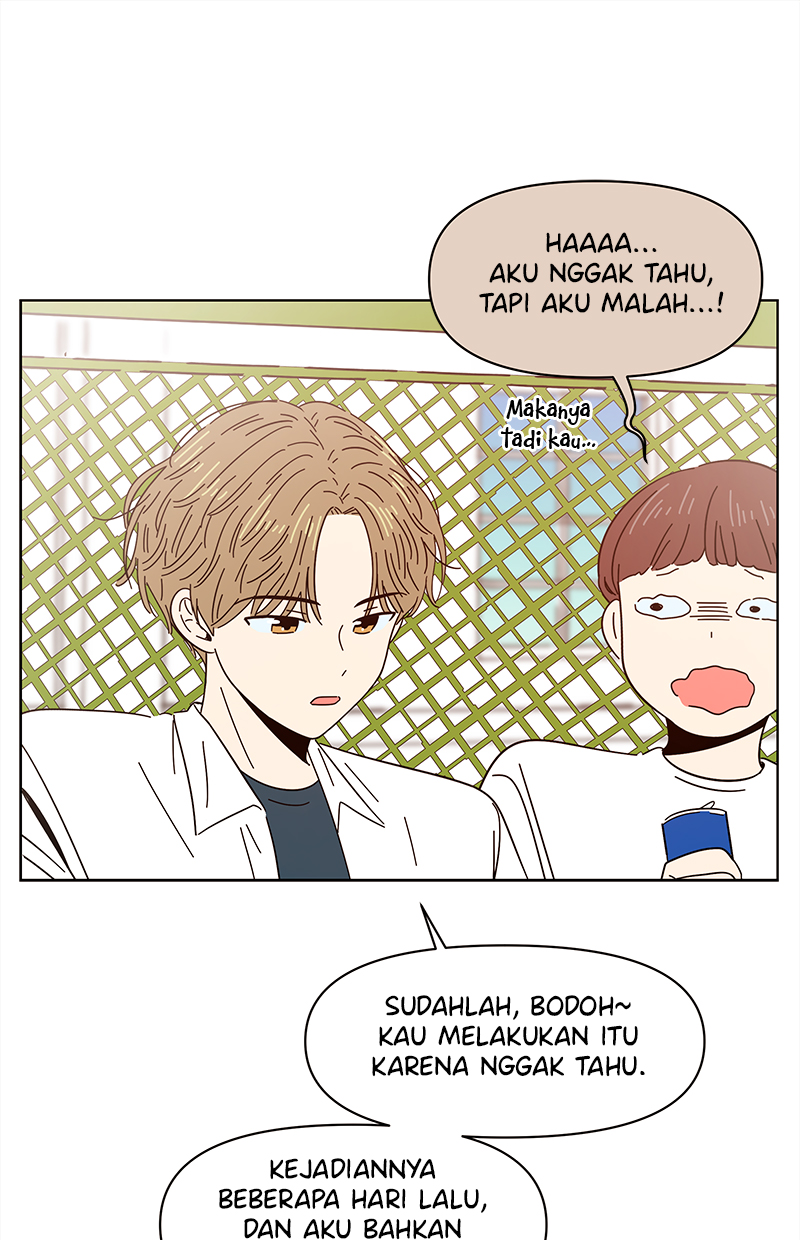 HAAAA...
AKU NGGAK TAHU,
TAPI AKU MALAH...!
Makanya
tadi kau...
SUDAHLAH, BODOH~
KAU MELAKUKAN ITU
KARENA NGGAK TAHU.
KEJADIANNYA
BEBERAPA HARI LALU,
DAN AKU BAHKAN